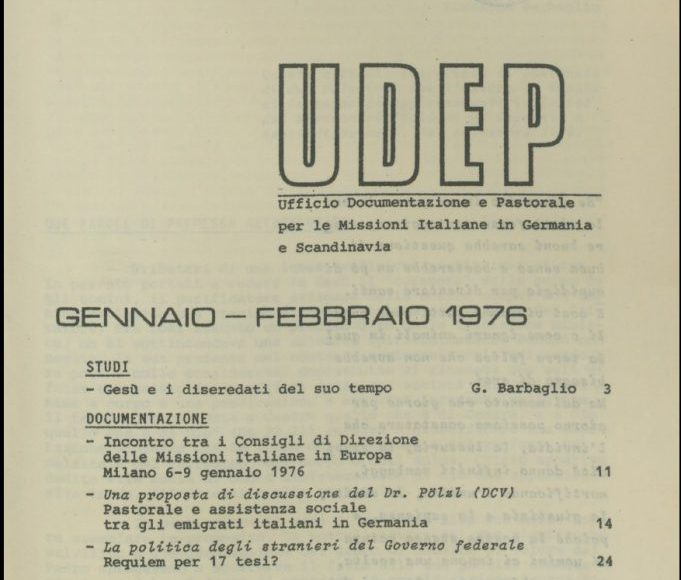 UDEP
Ufficio Documentazione e Pastorale
per le Missioni Italiane in Germania
e Scandinavia
GENNAIO – FEBBRAIO 1976
STUDI
- Gesù e i diseredati del suo tempo G. Barbaglio 3
DOCUMENTAZIONE
- Incontro tra i Consigli di Direzione
delle Missioni Italiane in Europa
Milano 6-9 gennaio 1976 11
- Una proposta di discussione del Dr. Pölzl (DCV)
Pastorale e assistenza sociale
tra gli emigrati italiani in Germania 14
- La politica degli stranieri del Governo federale
Requiem per 17 tesi? 24